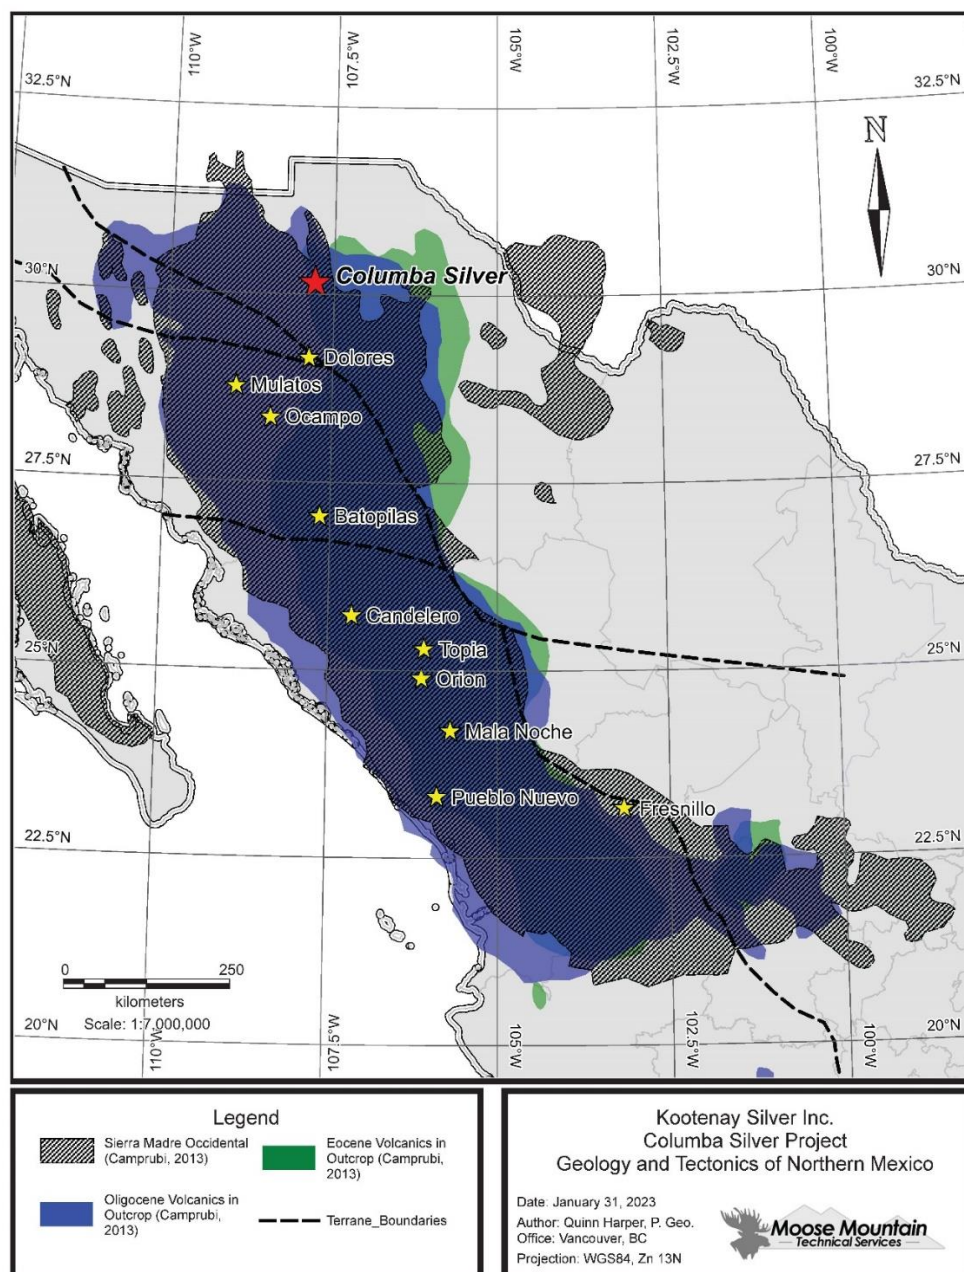 110°W
107.5°W
105°W
102.5°W
100°W
32.5°N
32.5°N
N
30°N
30°N
Columba Silver
Dolores
Mulatos
Ocampo
27.5°N
27.5°N
Batopilas
Candelero
25°N
Topia
25°N
Orion
Mala Noche
Pueblo Nuevo
Fresnillo
22.5°N
22.5°N
0 250
kilometers
Scale: 1:7,000,000
20°N
20°N
110°W
107.5°W
105°W
102.5°W
100°W
Legend
Sierra Madre Occidental
(Camprubi, 2013)
Eocene Volcanics in
Outcrop (Camprubi,
2013)
Oligocene Volcanics in
Outcrop (Camprubi,
2013)
Terrane_Boundaries
Kootenay Silver Inc.
Columba Silver Project
Geology and Tectonics of Northern Mexico
Date: January 31, 2023
Author: Quinn Harper, P. Geo.
Office: Vancouver, BC
Projection: WGS84, Zn 13N
Moose Mountain
Technical Services